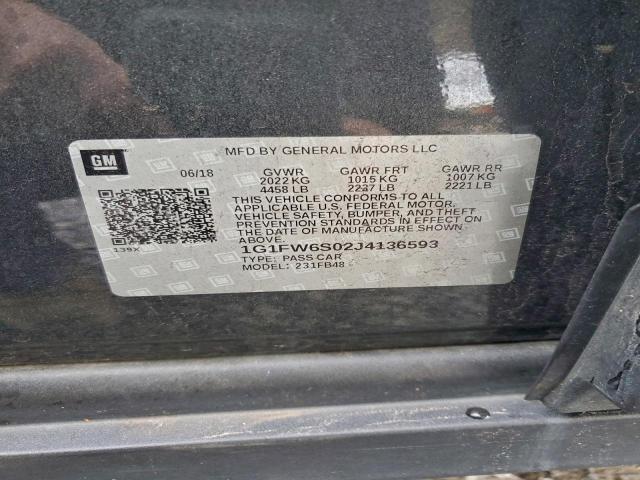 GM
MFD BY GENERAL MOTORS LLC
06/18 GVWR GAWR FRT GAWR RR
2022 KG 1015 KG 1007 KG
4458 LB 2237 LB 2221 LB
THIS VEHICLE CONFORMS TO ALL
APPLICABLE U.S. FEDERAL MOTOR
VEHICLE SAFETY, BUMPER, AND THEFT
PREVENTION STANDARDS IN EFFECT ON
THE DATE OF MANUFACTURE SHOWN
ABOVE.
139X 1G1FW6S02J4136593
TYPE: PASS CAR
MODEL: 231FB48